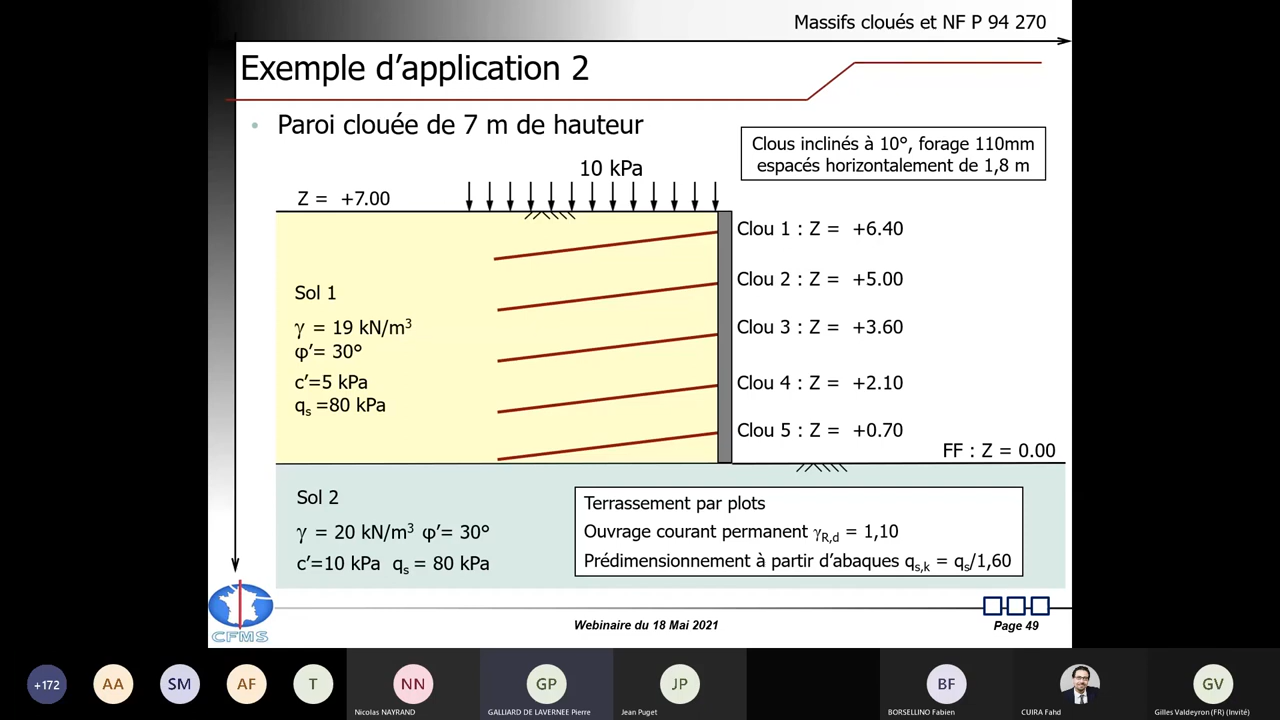 Massifs cloués et NF P 94 270
Exemple d’application 2
• Paroi clouée de 7 m de hauteur
Clous inclinés à 10°, forage 110mm
espacés horizontalement de 1,8 m
10 kPa
Z = +7.00
Clou 1 : Z = +6.40
Clou 2 : Z = +5.00
Clou 3 : Z = +3.60
Clou 4 : Z = +2.10
Clou 5 : Z = +0.70
FF : Z = 0.00
Sol 1
γ = 19 kN/m³
φ’= 30°
c’=5 kPa
qs =80 kPa
Sol 2
γ = 20 kN/m³ φ’= 30°
c’=10 kPa qs = 80 kPa
Terrassement par plots
Ouvrage courant permanent γR,d = 1,10
Prédimensionnement à partir d’abaques qs,k = qs/1,60
CFMS
Webinaire du 18 Mai 2021
Page 49
+172
AA
SM
AF
T
NN
GP
JP
BF
GV
Nicolas NAYRAND
GALLIARD DE LAVERNEE Pierre
Jean Puget
BORSELLINO Fabien
CUIRA Fahd
Gilles Valdeyron (FR) (Invité)